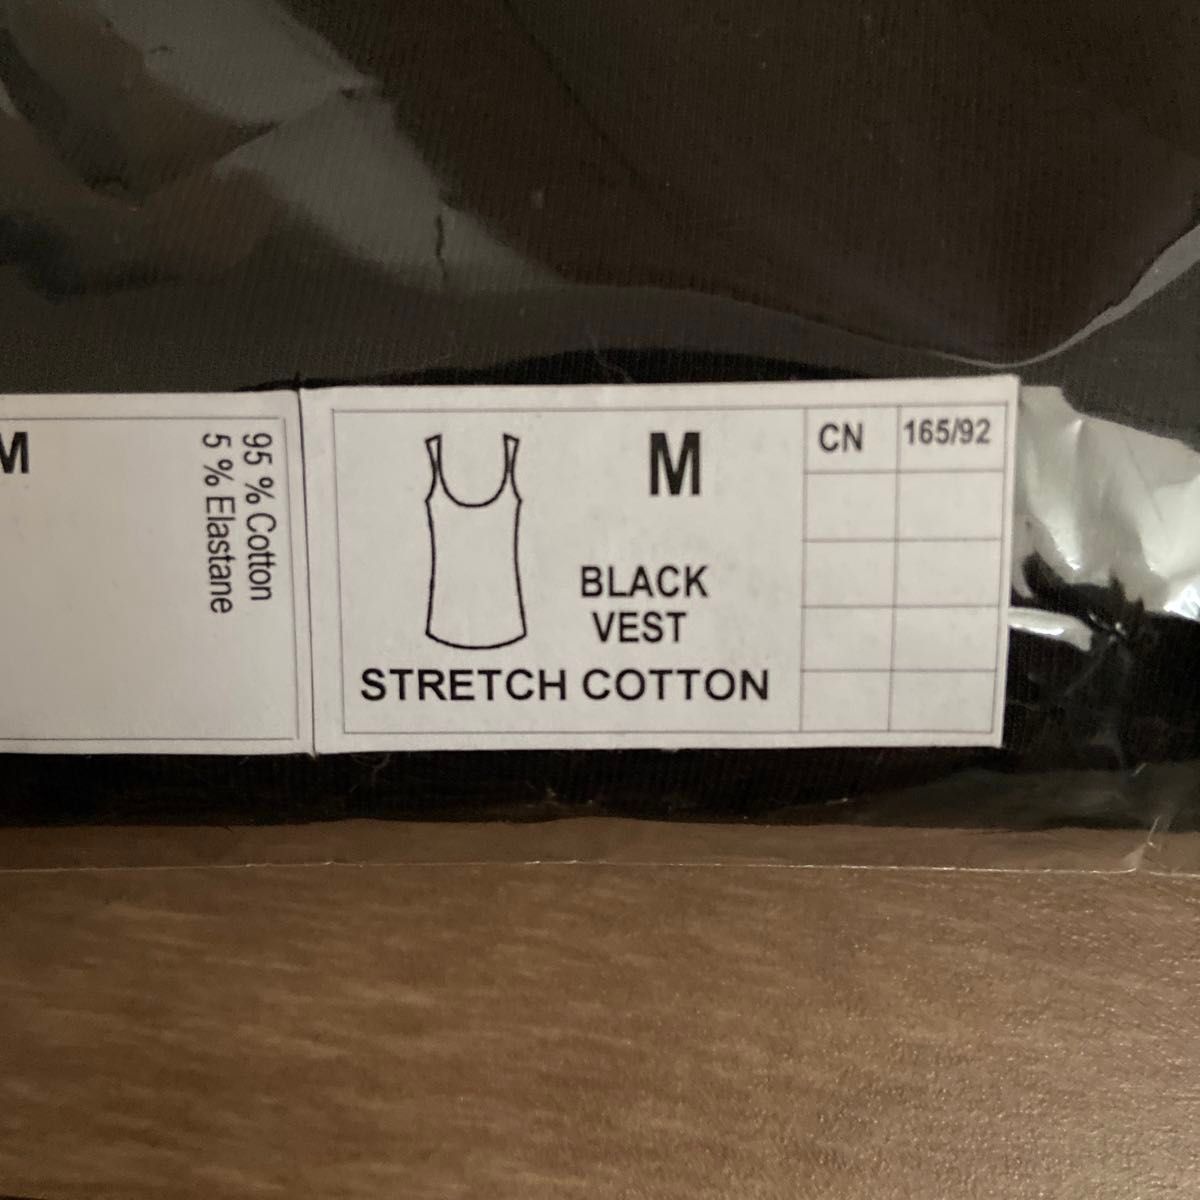 M
95 % Cotton
5 % Elastane
M
BLACK
VEST
STRETCH COTTON
CN 165/92